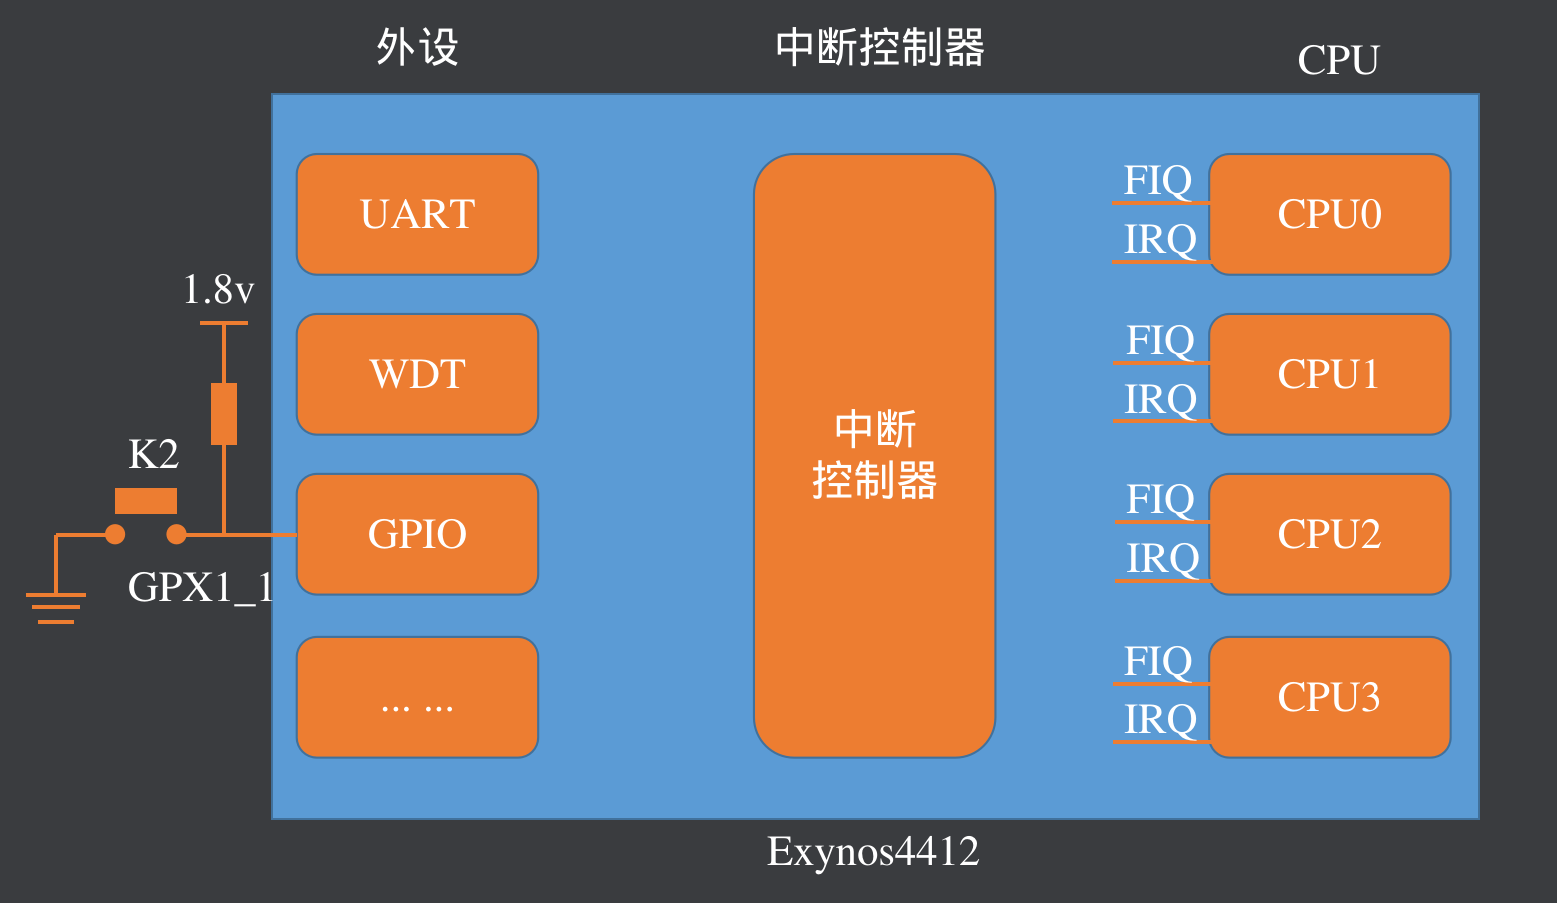 外设
中断控制器
CPU
UART
WDT
GPIO
... ...
1.8v
K2
GPX1_1
中断
控制器
FIQ
IRQ
CPU0
FIQ
IRQ
CPU1
FIQ
IRQ
CPU2
FIQ
IRQ
CPU3
Exynos4412